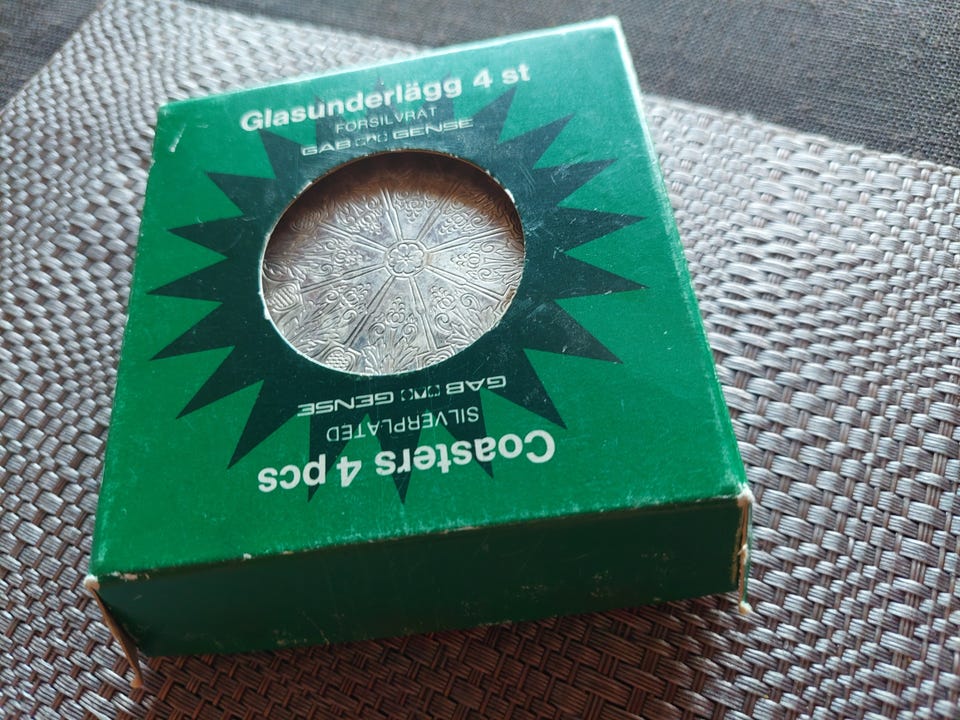 Glasunderlägg 4 st
FÖRSILVRAT
GAB GENSE
Coasters 4 pcs
SILVERPLATED
GAB GENSE